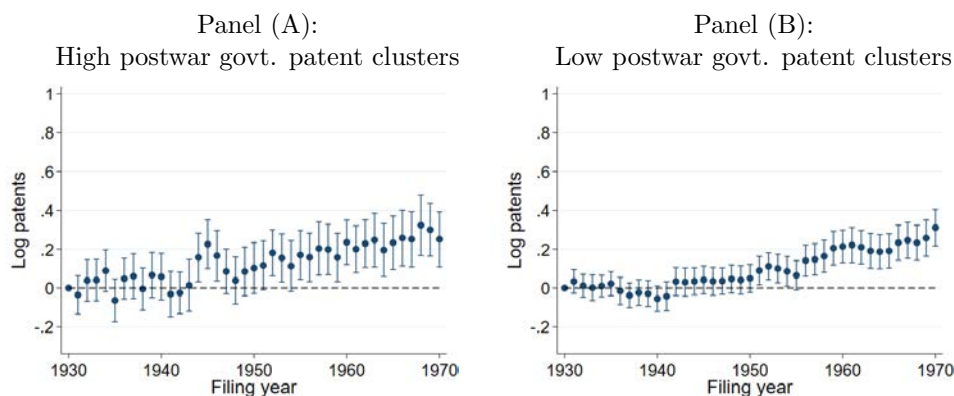 Panel (A):
High postwar govt. patent clusters
1
.8
.6
.4
.2
0
-.2
Log patents
1930 1940 1950 1960 1970
Filing year
Panel (B):
Low postwar govt. patent clusters
1
.8
.6
.4
.2
0
-.2
Log patents
1930 1940 1950 1960 1970
Filing year